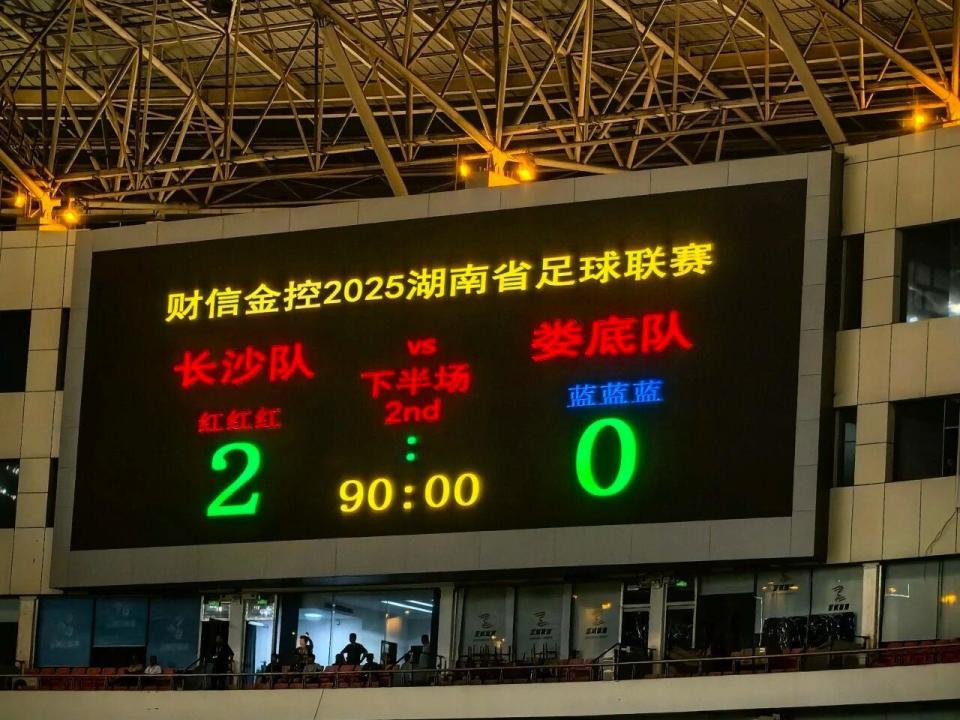 财信金控2025湖南省足球联赛
长沙队 vs 娄底队
下半场
红红红 2nd 蓝蓝蓝
2 : 0
90:00